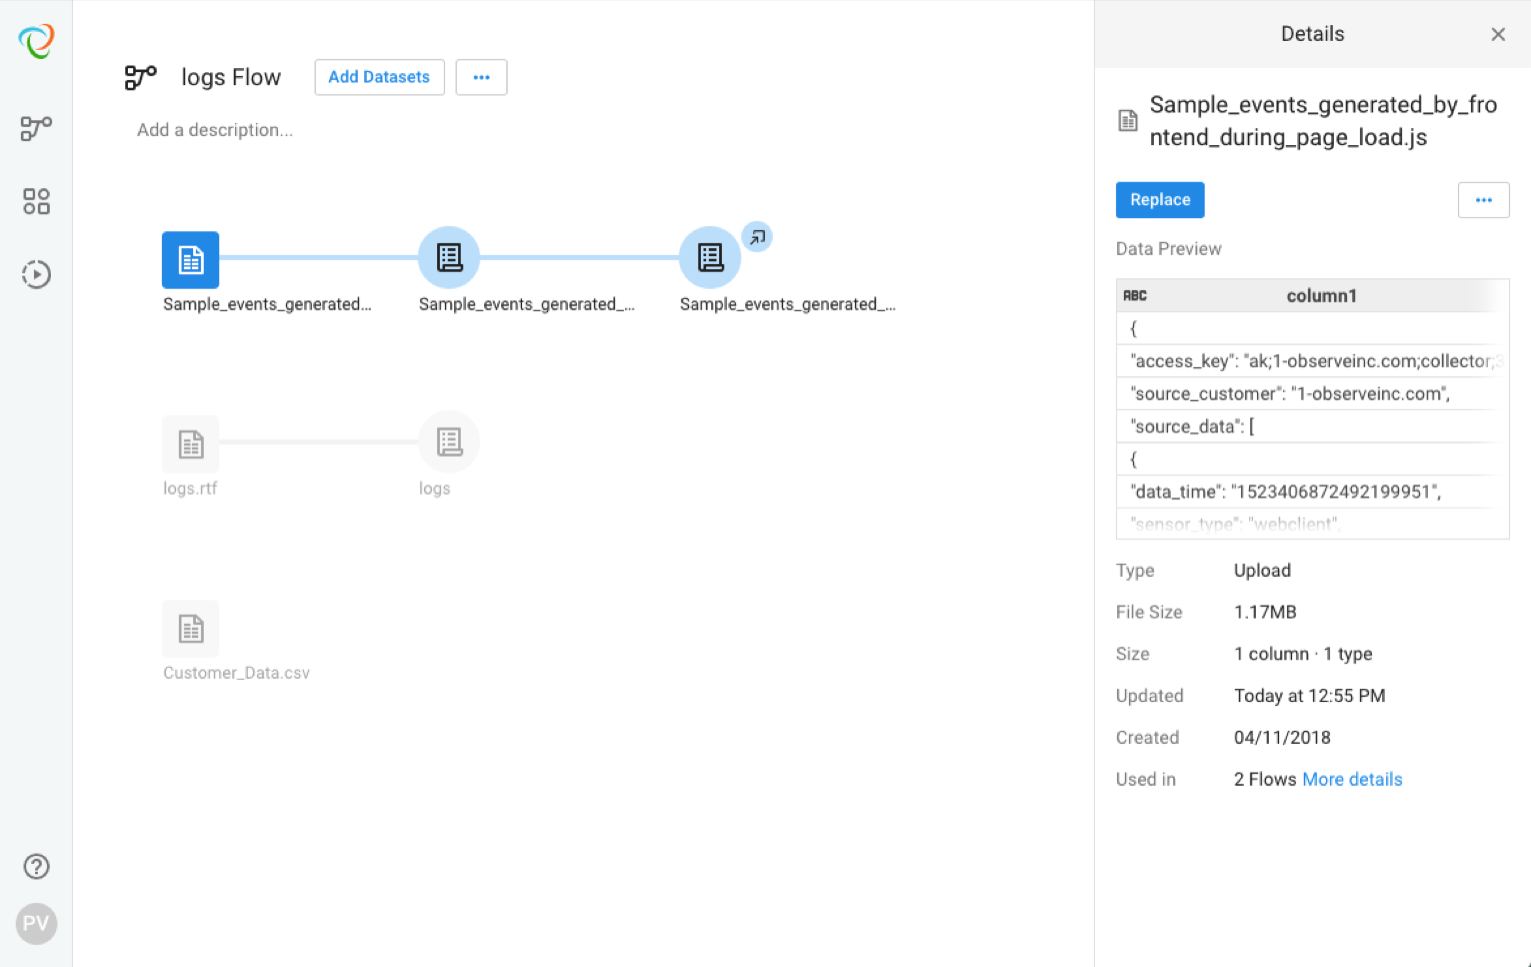 logs Flow
Add Datasets
Add a description...
Sample_events_generated...
Sample_events_generated_...
Sample_events_generated_...
logs.rtf
logs
Customer_Data.csv
PV
Details
Sample_events_generated_by_fro
ntend_during_page_load.js
Replace
Data Preview
ABC column1
{
"access_key": "ak;1-observeinc.com;collector;3
"source_customer": "1-observeinc.com",
"source_data": [
{
"data_time": "1523406872492199951",
"sensor_type": "webclient",
Type Upload
File Size 1.17MB
Size 1 column · 1 type
Updated Today at 12:55 PM
Created 04/11/2018
Used in 2 Flows More details